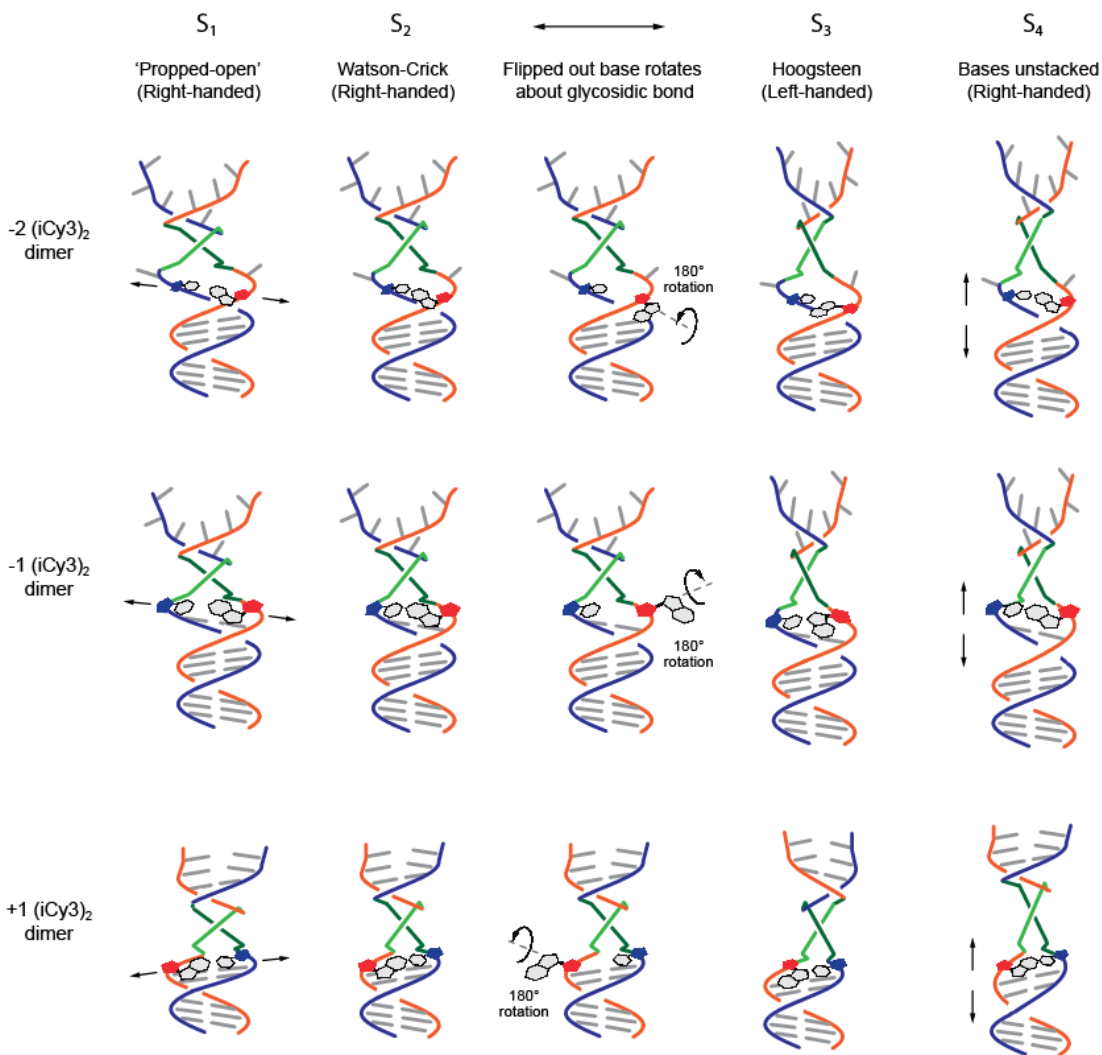 S₁
S₂
S₃
S₄
'Propped-open'
(Right-handed)
Watson-Crick
(Right-handed)
Flipped out base rotates
about glycosidic bond
Hoogsteen
(Left-handed)
Bases unstacked
(Right-handed)
-2 (iCy3)₂
dimer
180°
rotation
-1 (iCy3)₂
dimer
180°
rotation
+1 (iCy3)₂
dimer
180°
rotation